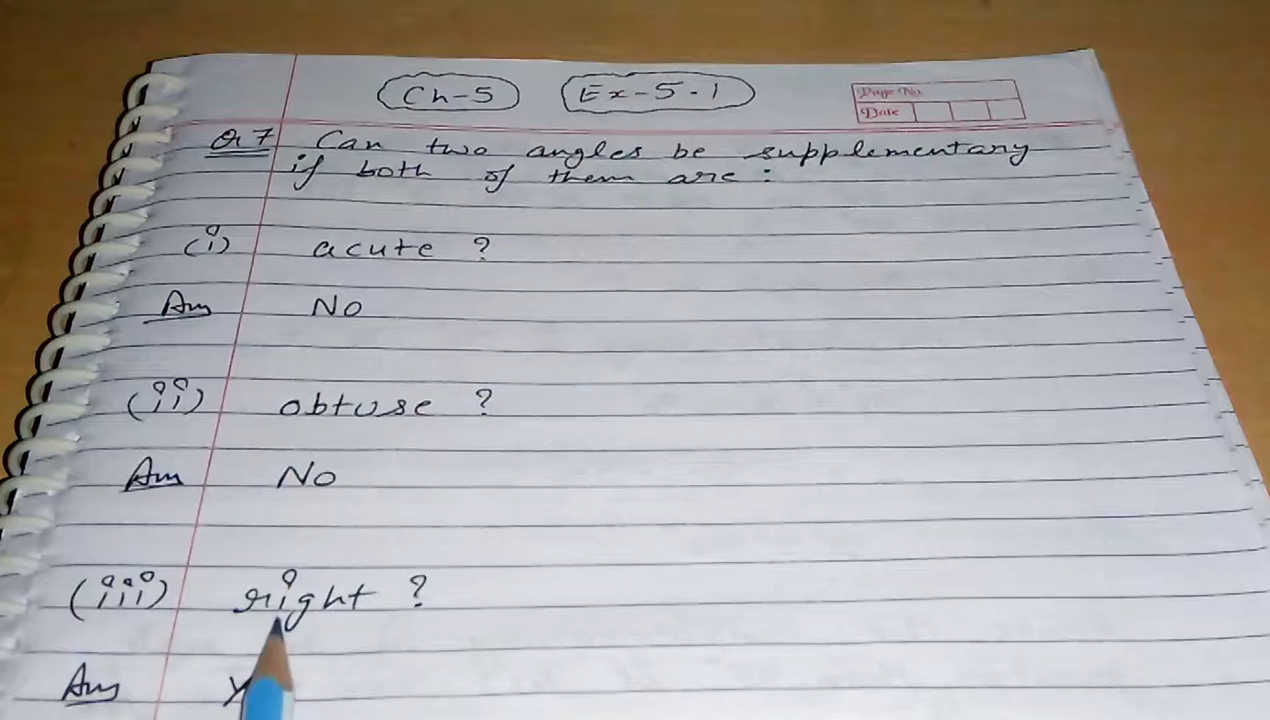 Ch-5 Ex-5.1
Page No.
Date
Q7 Can two angles be supplementary
if both of them are :
(i) acute ?
Ans No
(ii) obtuse ?
Ans No
(iii) right ?
Ans